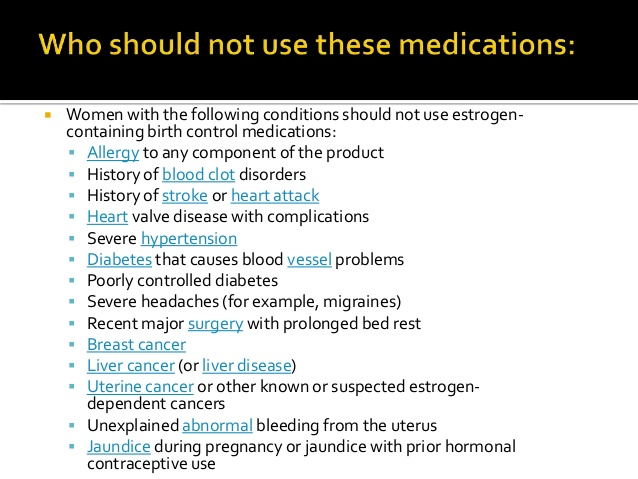 Who should not use these medications:
Women with the following conditions should not use estrogen-
containing birth control medications:
Allergy to any component of the product
History of blood clot disorders
History of stroke or heart attack
Heart valve disease with complications
Severe hypertension
Diabetes that causes blood vessel problems
Poorly controlled diabetes
Severe headaches (for example, migraines)
Recent major surgery with prolonged bed rest
Breast cancer
Liver cancer (or liver disease)
Uterine cancer or other known or suspected estrogen-
dependent cancers
Unexplained abnormal bleeding from the uterus
Jaundice during pregnancy or jaundice with prior hormonal
contraceptive use